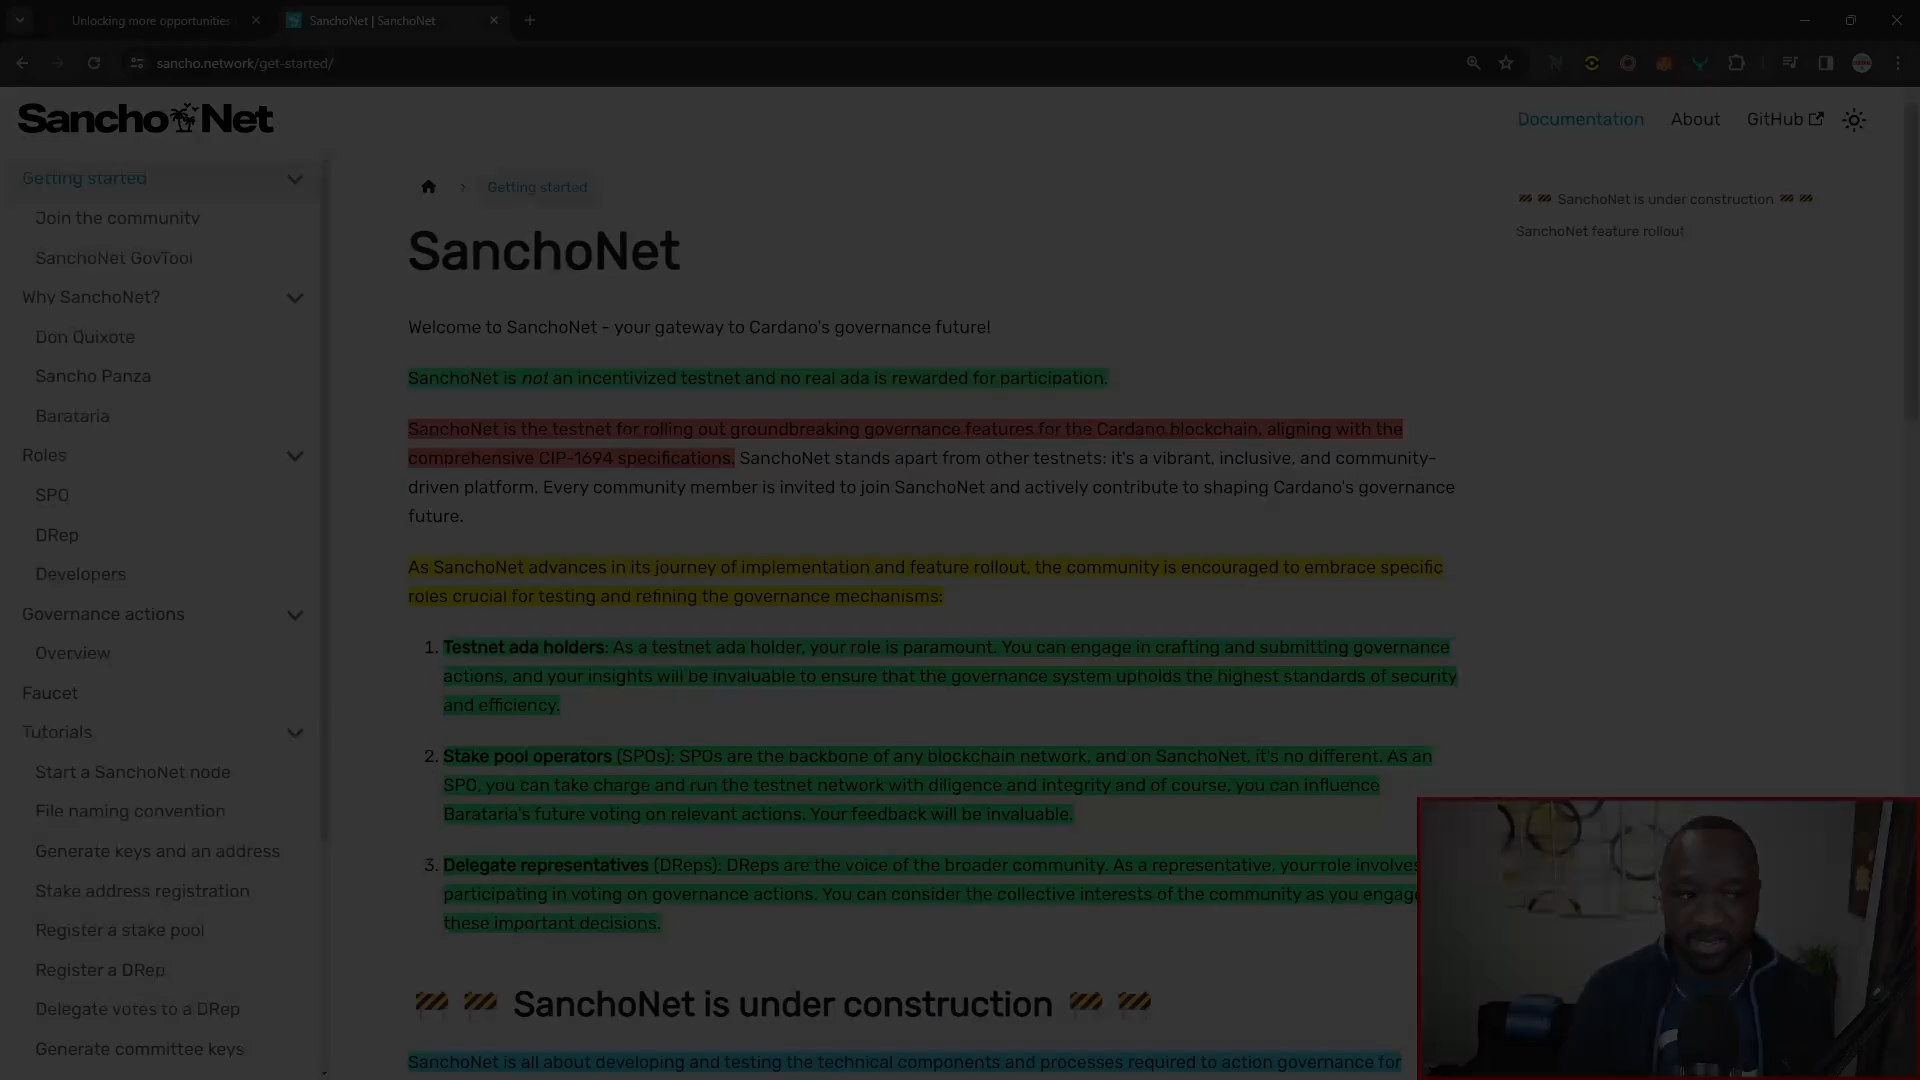 Unlocking more opportunities
SanchoNet | SanchoNet
sancho.network/get-started/
Sancho Net
Documentation
About
GitHub
Getting started
Join the community
SanchoNet GovTool
Why SanchoNet?
Don Quixote
Sancho Panza
Barataria
Roles
SPO
DRep
Developers
Governance actions
Overview
Faucet
Tutorials
Start a SanchoNet node
File naming convention
Generate keys and an address
Stake address registration
Register a stake pool
Register a DRep
Delegate votes to a DRep
Generate committee keys
Getting started
SanchoNet
Welcome to SanchoNet - your gateway to Cardano's governance future!
SanchoNet is not an incentivized testnet and no real ada is rewarded for participation.
SanchoNet is the testnet for rolling out groundbreaking governance features for the Cardano blockchain, aligning with the
comprehensive CIP-1694 specifications. SanchoNet stands apart from other testnets: it's a vibrant, inclusive, and community-
driven platform. Every community member is invited to join SanchoNet and actively contribute to shaping Cardano's governance
future.
As SanchoNet advances in its journey of implementation and feature rollout, the community is encouraged to embrace specific
roles crucial for testing and refining the governance mechanisms:
1. Testnet ada holders: As a testnet ada holder, your role is paramount. You can engage in crafting and submitting governance
actions, and your insights will be invaluable to ensure that the governance system upholds the highest standards of security
and efficiency.
2. Stake pool operators (SPOs): SPOs are the backbone of any blockchain network, and on SanchoNet, it's no different. As an
SPO, you can take charge and run the testnet network with diligence and integrity and of course, you can influence
Barataria's future voting on relevant actions. Your feedback will be invaluable.
3. Delegate representatives (DReps): DReps are the voice of the broader community. As a representative, your role involves
participating in voting on governance actions. You can consider the collective interests of the community as you engage
these important decisions.
SanchoNet is under construction
SanchoNet is all about developing and testing the technical components and processes required to action governance for
SanchoNet is under construction
SanchoNet feature rollout